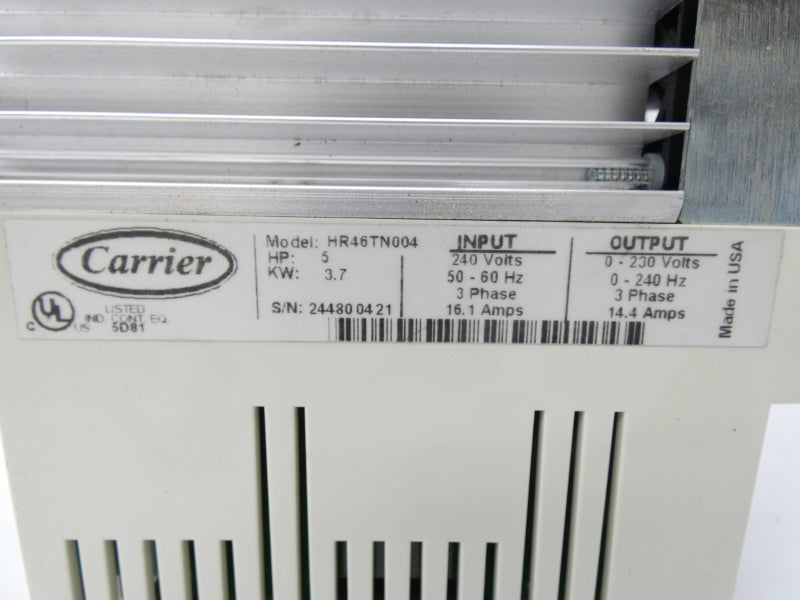 Carrier
C UL US
LISTED
IND. CONT. EQ.
5D81
Model: HR46TN004
HP: 5
KW: 3.7
S/N: 2448004 21
INPUT
240 Volts
50 - 60 Hz
3 Phase
16.1 Amps
OUTPUT
0 - 230 Volts
0 - 240 Hz
3 Phase
14.4 Amps
Made in USA